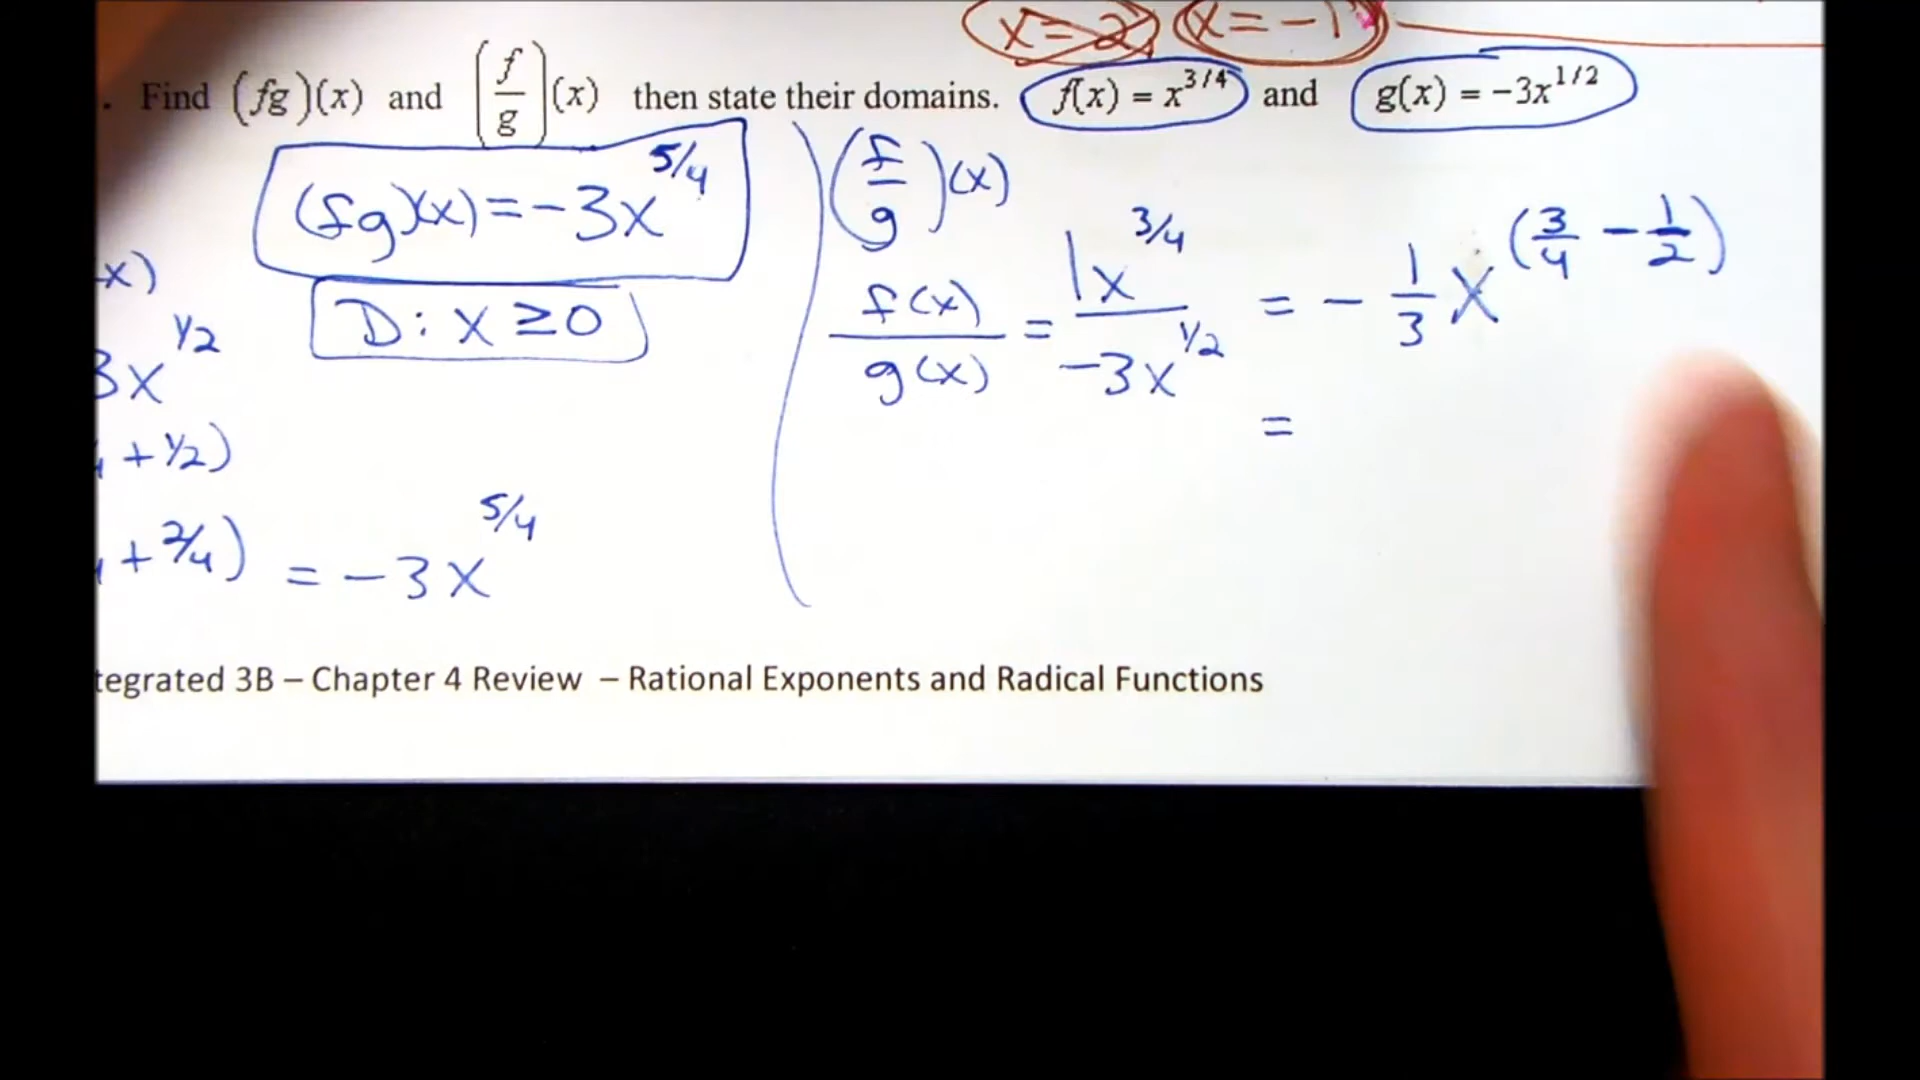 x=2 x=-1
. Find (fg)(x) and (f/g)(x) then state their domains. f(x) = x^3/4 and g(x) = -3x^1/2
(fg)(x)=-3x^5/4
D: x ≥0
x)
3x^1/2
+ 1/2)
+ 2/4) = -3x^5/4
(f/g)(x)
f(x)/g(x) = 1x^3/4 / -3x^1/2 = - 1/3 x^(3/4 - 1/2)
=
tegrated 3B – Chapter 4 Review – Rational Exponents and Radical Functions